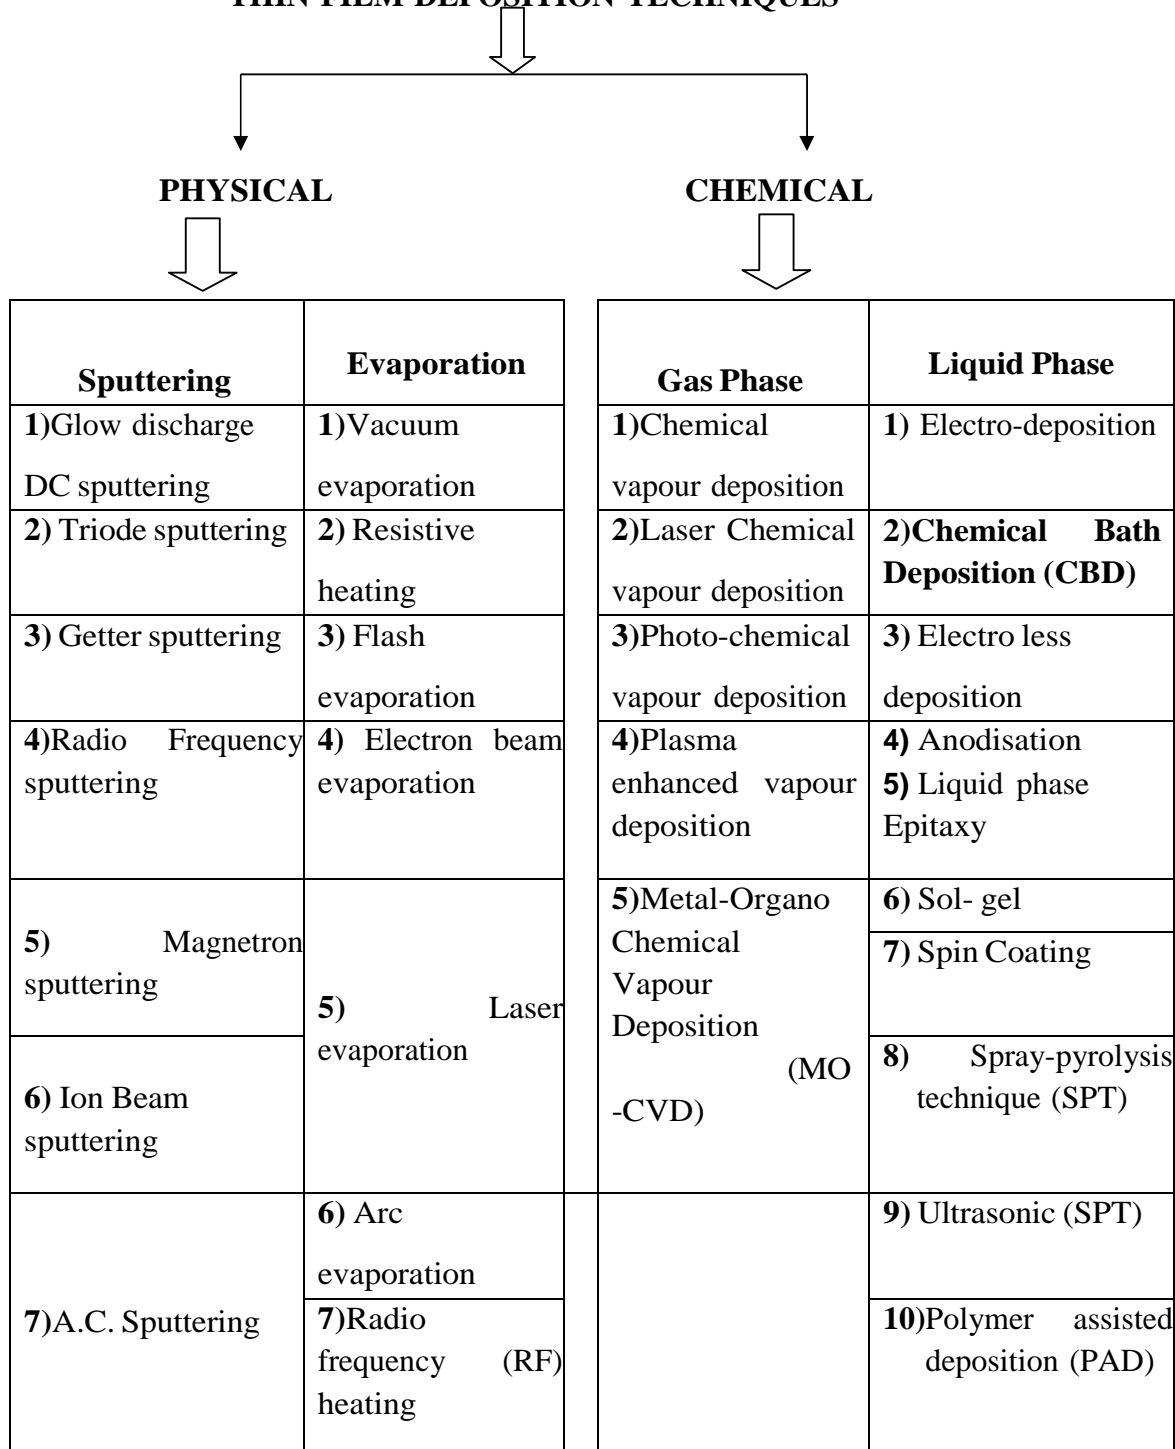 THIN FILM DEPOSITION TECHNIQUES
PHYSICAL
CHEMICAL
Sputtering
Evaporation
Gas Phase
Liquid Phase
1)Glow discharge
DC sputtering
1)Vacuum
evaporation
1)Chemical
vapour deposition
1) Electro-deposition
2) Triode sputtering
2) Resistive
heating
2)Laser Chemical
vapour deposition
2)Chemical Bath
Deposition (CBD)
3) Getter sputtering
3) Flash
evaporation
3)Photo-chemical
vapour deposition
3) Electro less
deposition
4)Radio Frequency
sputtering
4) Electron beam
evaporation
4)Plasma
enhanced vapour
deposition
4) Anodisation
5) Liquid phase
Epitaxy
5) Magnetron
sputtering
5) Laser
evaporation
5)Metal-Organo
Chemical
Vapour
Deposition
(MO
-CVD)
6) Sol- gel
7) Spin Coating
6) Ion Beam
sputtering
8) Spray-pyrolysis
technique (SPT)
7)A.C. Sputtering
6) Arc
evaporation
9) Ultrasonic (SPT)
7)Radio
frequency (RF)
heating
10)Polymer assisted
deposition (PAD)